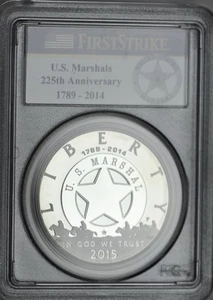 FIRSTSTRIKE
U.S. Marshals
225th Anniversary
1789 - 2014
LIBERTY
1789 · 2014
U.S. MARSHAL
IN GOD WE TRUST
2015